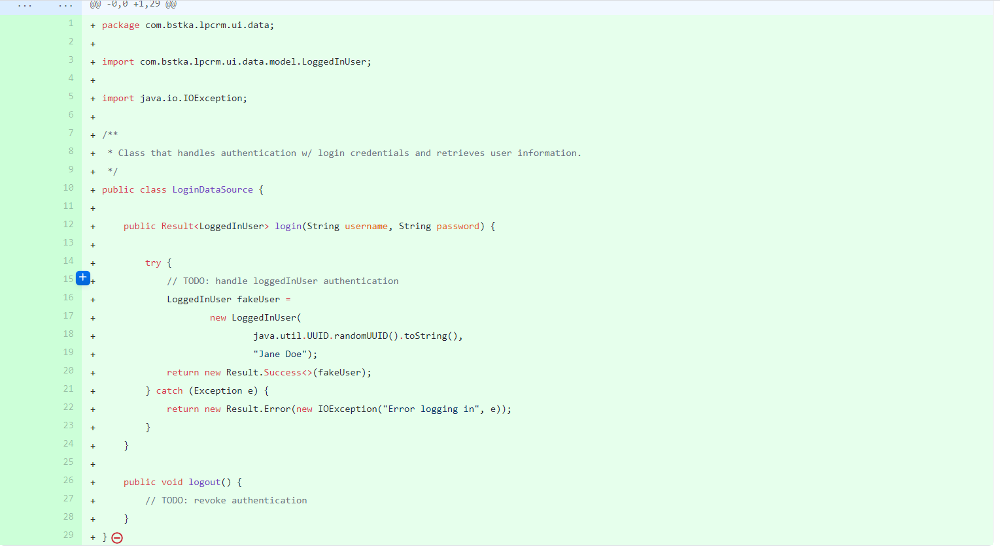 ... ... @@ -0,0 +1,29 @@
1 + package com.bstka.lpcrm.ui.data;
2 +
3 + import com.bstka.lpcrm.ui.data.model.LoggedInUser;
4 +
5 + import java.io.IOException;
6 +
7 + /**
8 + * Class that handles authentication w/ login credentials and retrieves user information.
9 + */
10 + public class LoginDataSource {
11 +
12 +     public Result<LoggedInUser> login(String username, String password) {
13 +
14 +         try {
15 +             // TODO: handle loggedInUser authentication
16 +             LoggedInUser fakeUser =
17 +                     new LoggedInUser(
18 +                             java.util.UUID.randomUUID().toString(),
19 +                             "Jane Doe");
20 +             return new Result.Success<>(fakeUser);
21 +         } catch (Exception e) {
22 +             return new Result.Error(new IOException("Error logging in", e));
23 +         }
24 +     }
25 +
26 +     public void logout() {
27 +         // TODO: revoke authentication
28 +     }
29 + }